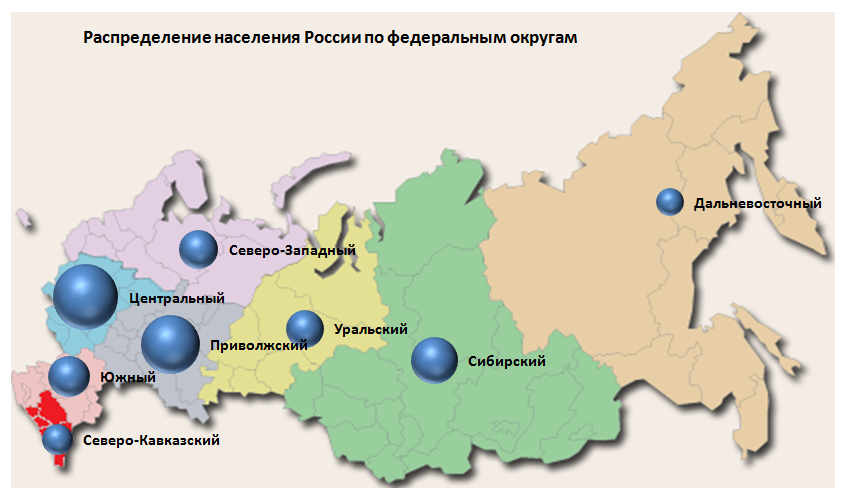 Распределение населения России по федеральным округам
Дальневосточный
Северо-Западный
Центральный
Уральский
Приволжский
Сибирский
Южный
Северо-Кавказский